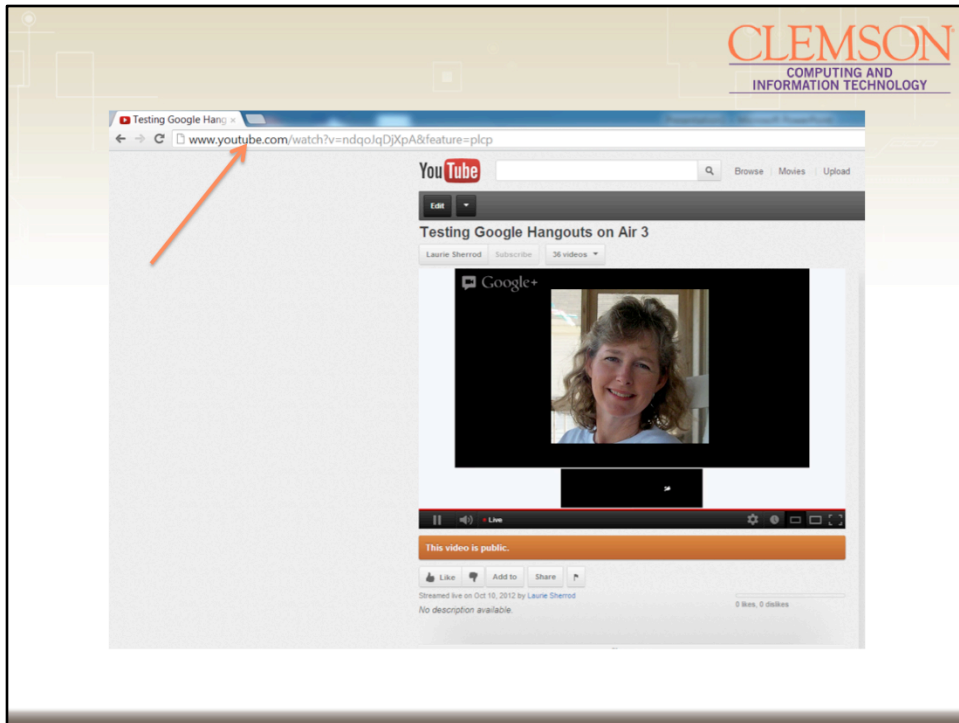 CLEMSON
COMPUTING AND
INFORMATION TECHNOLOGY
Testing Google Hang ×
www.youtube.com/watch?v=ndqoJqDjXpA&feature=plcp
YouTube
Browse Movies Upload
Edit
Testing Google Hangouts on Air 3
Laurie Sherrod Subscribe 36 videos
Google+
Live
This video is public.
Like Add to Share
Streamed live on Oct 10, 2012 by Laurie Sherrod
0 likes, 0 dislikes
No description available.